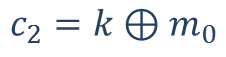 c₂ = k ⊕ m₀